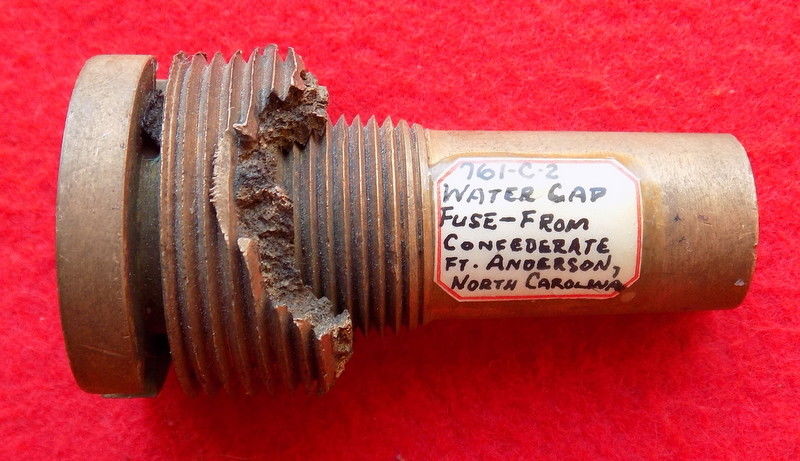 761-C-2
WATER CAP
FUSE-FROM
CONFEDERATE
FT. ANDERSON,
NORTH CAROLINA